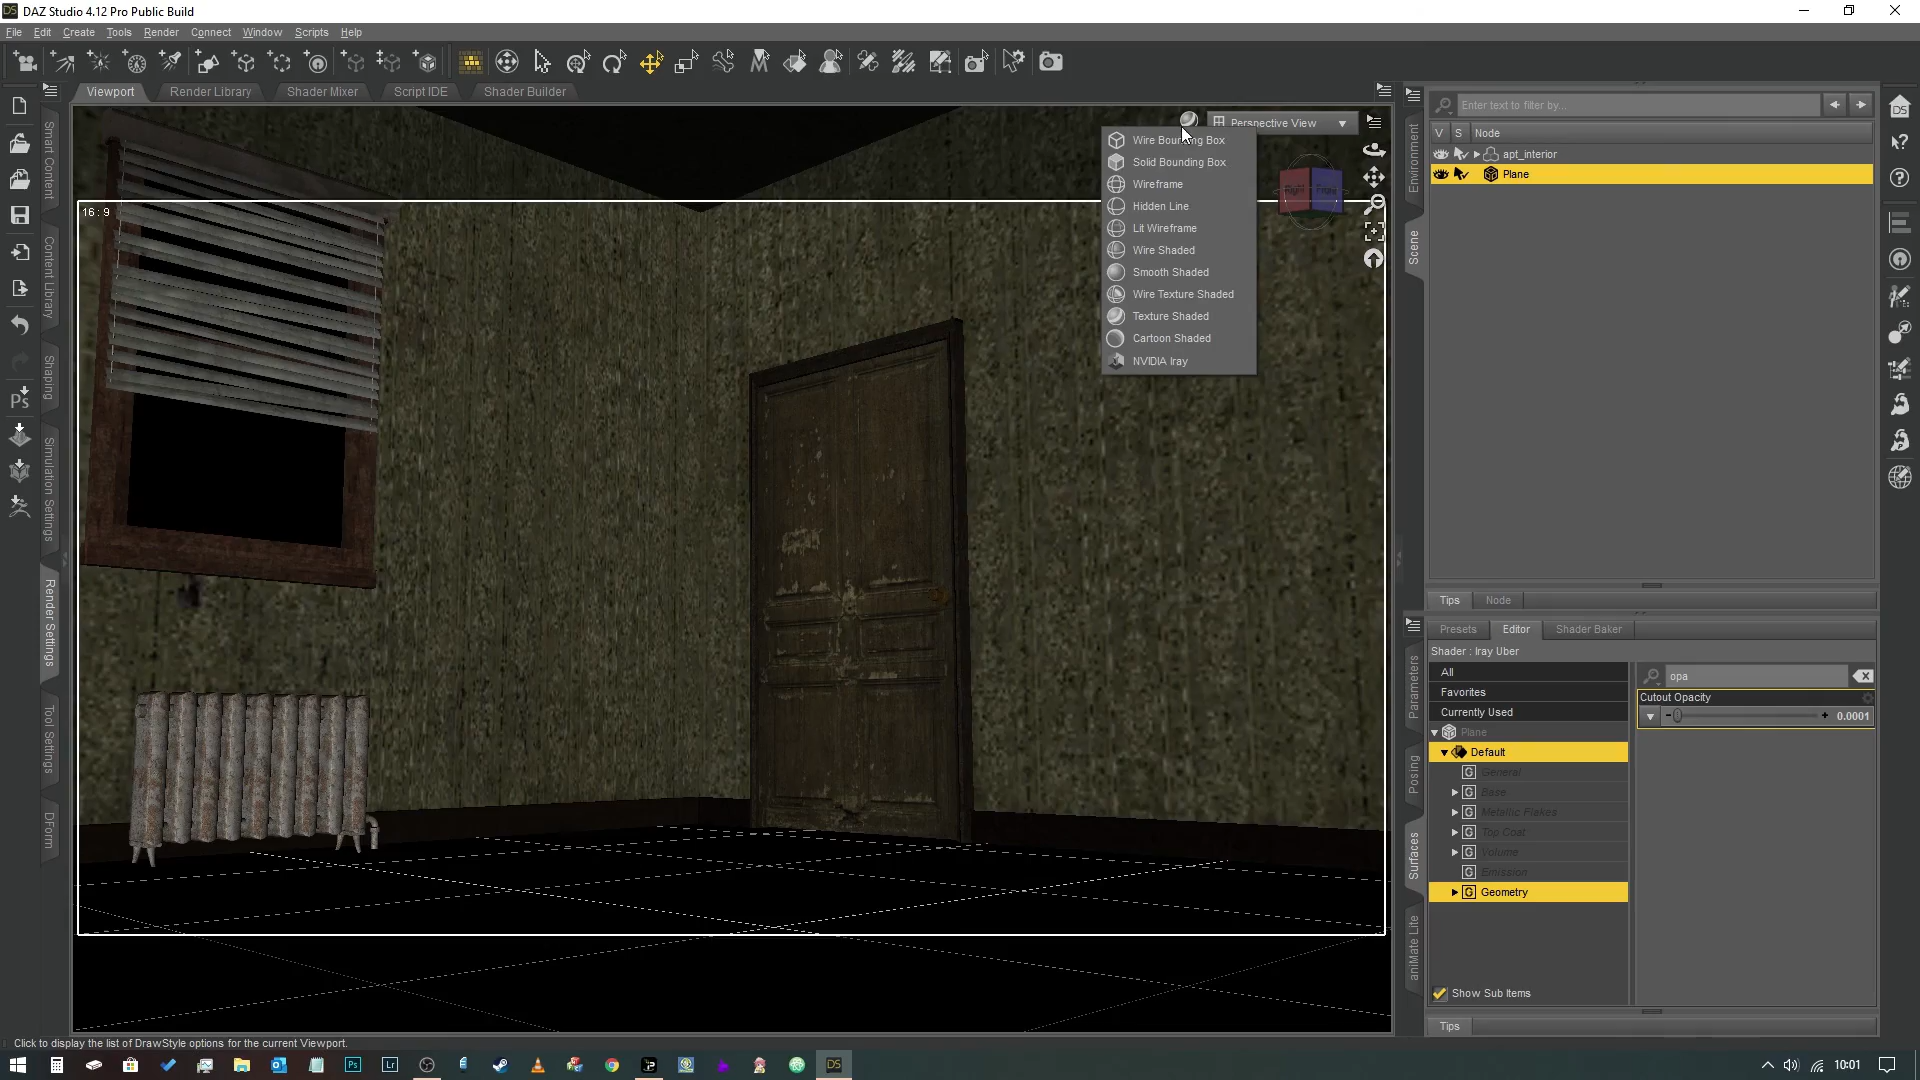 DAZ Studio 4.12 Pro Public Build
File Edit Create Tools Render Connect Window Scripts Help
Viewport Render Library Shader Mixer Script IDE Shader Builder
16 : 9
Perspective View
Wire Bounding Box
Solid Bounding Box
Wireframe
Hidden Line
Lit Wireframe
Wire Shaded
Smooth Shaded
Wire Texture Shaded
Texture Shaded
Cartoon Shaded
NVIDIA Iray
Right Front
Smart Content
Content Library
Shaping
Simulation Settings
Render Settings
Tool Settings
DForm
Environment
Scene
Enter text to filter by...
V S Node
apt_interior
Plane
Tips Node
Parameters
Posing
Surfaces
aniMate Lite
Presets Editor Shader Baker
Shader : Iray Uber
All
Favorites
Currently Used
Plane
Default
General
Base
Metallic Flakes
Top Coat
Volume
Emission
Geometry
opa
Cutout Opacity
0.0001
Show Sub Items
Tips
Click to display the list of DrawStyle options for the current Viewport.
Ps Lr DS
10:01